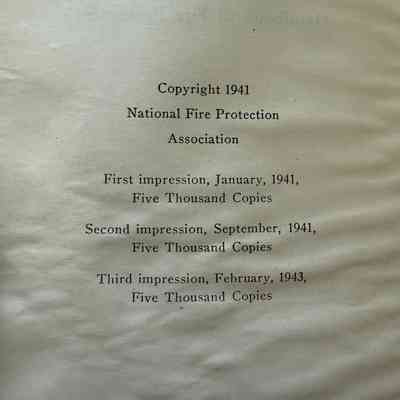 Copyright 1941
National Fire Protection
Association
First impression, January, 1941,
Five Thousand Copies
Second impression, September, 1941,
Five Thousand Copies
Third impression, February, 1943,
Five Thousand Copies